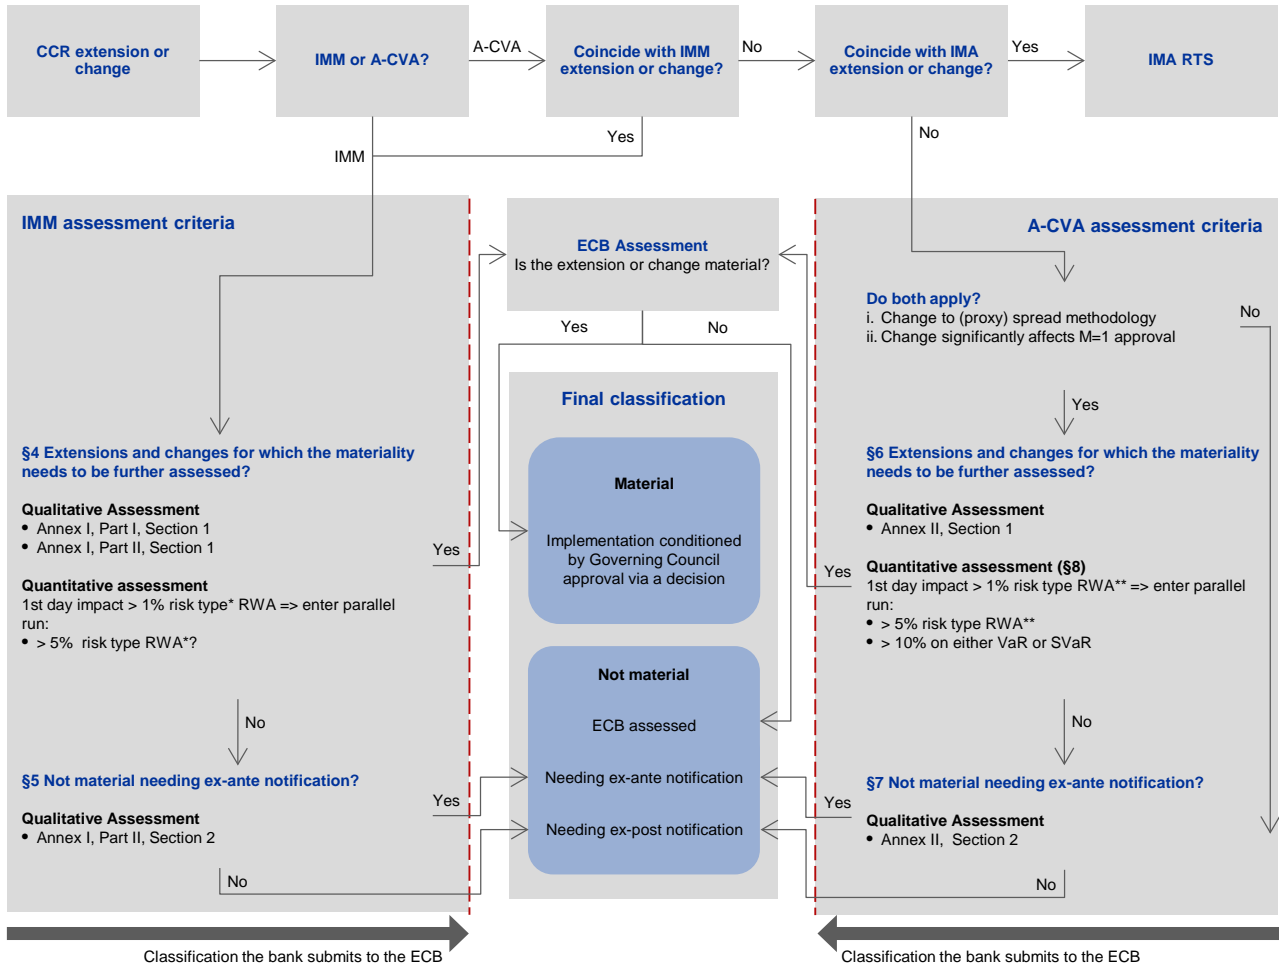 CCR extension or
change
IMM or A-CVA?
A-CVA
Coincide with IMM
extension or change?
No
Coincide with IMA
extension or change?
Yes
IMA RTS
Yes
No
IMM
IMM assessment criteria
ECB Assessment
Is the extension or change material?
A-CVA assessment criteria
Do both apply?
i. Change to (proxy) spread methodology
ii. Change significantly affects M=1 approval
No
Yes
No
Final classification
Yes
§4 Extensions and changes for which the materiality
needs to be further assessed?
Qualitative Assessment
• Annex I, Part I, Section 1
• Annex I, Part II, Section 1
Quantitative assessment
1st day impact > 1% risk type* RWA => enter parallel
run:
• > 5% risk type RWA*?
Yes
Material
Implementation conditioned
by Governing Council
approval via a decision
§6 Extensions and changes for which the materiality
needs to be further assessed?
Qualitative Assessment
• Annex II, Section 1
Quantitative assessment (§8)
1st day impact > 1% risk type RWA** => enter parallel
run:
• > 5% risk type RWA**
• > 10% on either VaR or SVaR
Yes
No
Not material
ECB assessed
Needing ex-ante notification
Needing ex-post notification
No
§5 Not material needing ex-ante notification?
Qualitative Assessment
• Annex I, Part II, Section 2
Yes
No
§7 Not material needing ex-ante notification?
Qualitative Assessment
• Annex II, Section 2
Yes
No
Classification the bank submits to the ECB
Classification the bank submits to the ECB